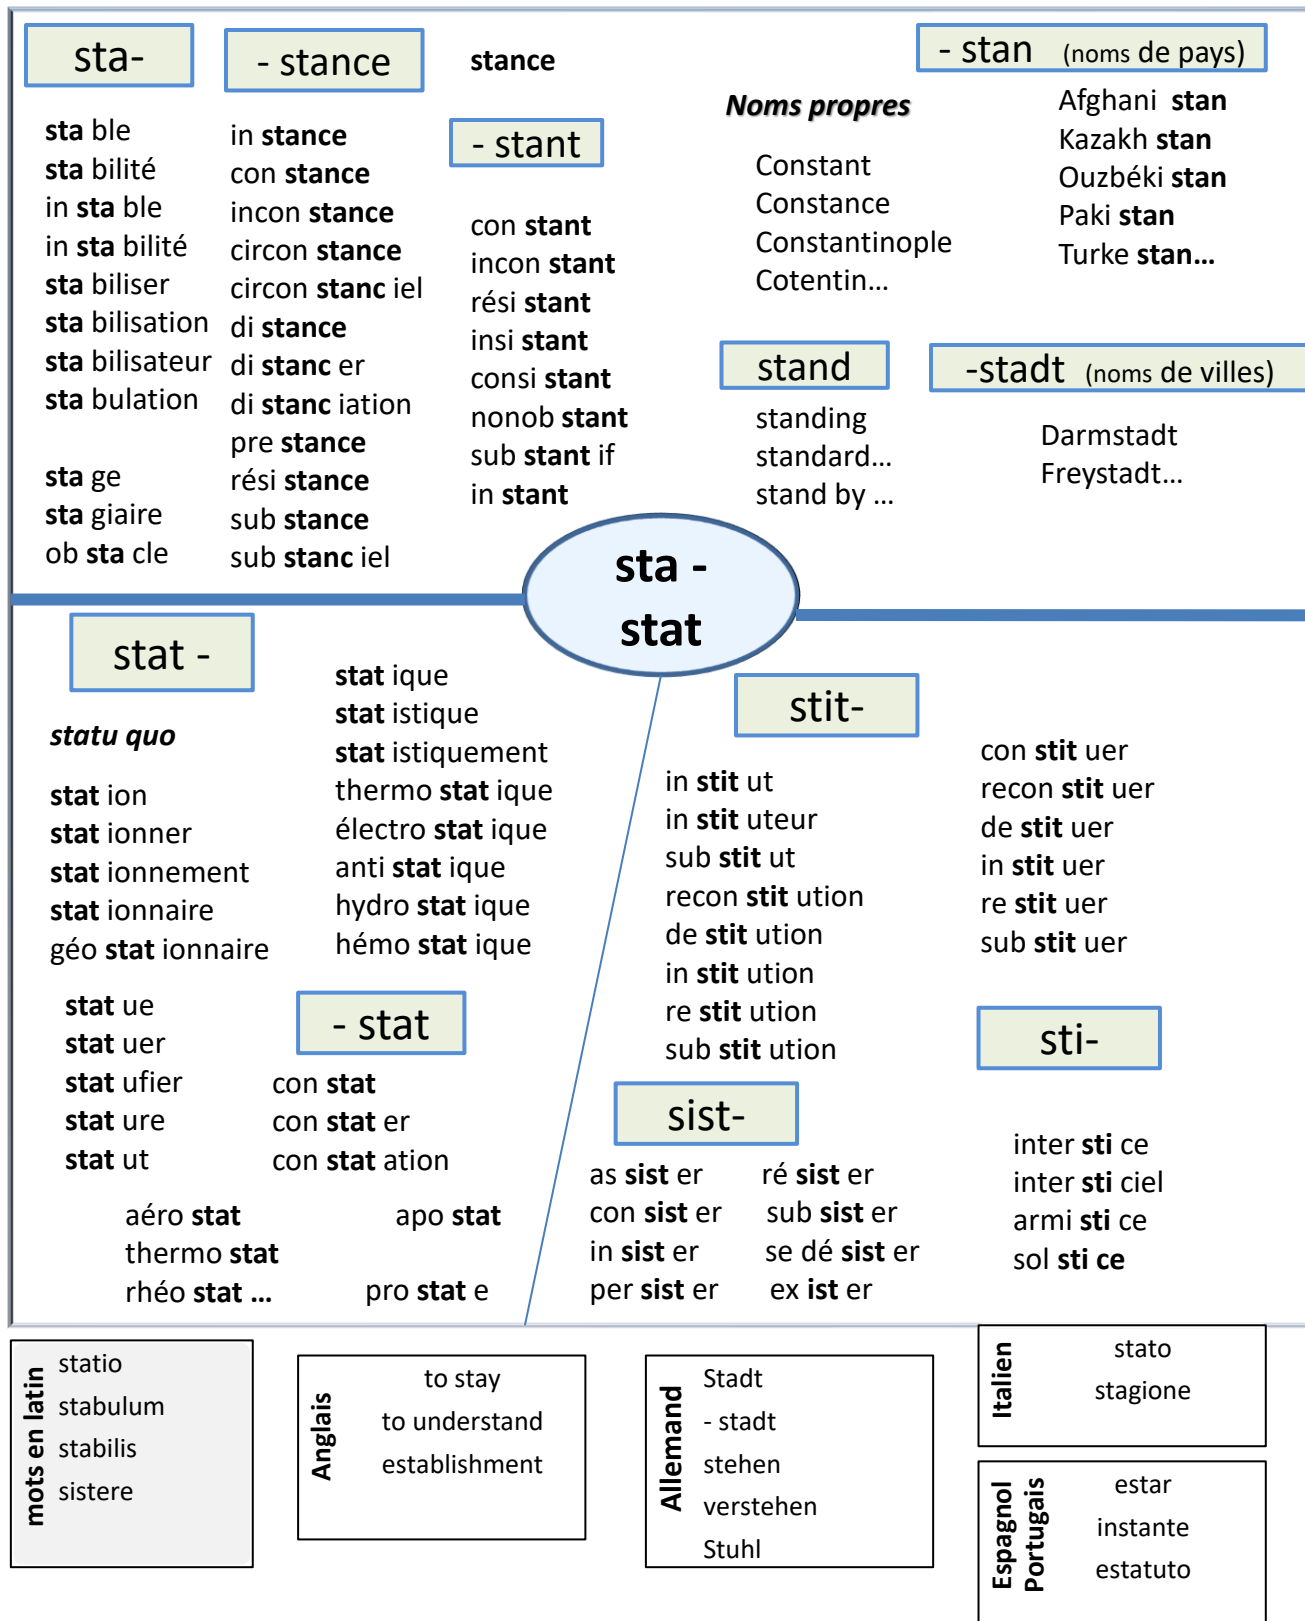 sta-
sta ble
sta bilité
in sta ble
in sta bilité
sta biliser
sta bilisation
sta bilisateur
sta bulation
sta ge
sta giaire
ob sta cle
- stance
in stance
con stance
incon stance
circon stance
circon stanc iel
di stance
di stanc er
di stanc iation
pre stance
rési stance
sub stance
sub stanc iel
stance
- stant
con stant
incon stant
rési stant
insi stant
consi stant
nonob stant
sub stant if
in stant
Noms propres
Constant
Constance
Constantinople
Cotentin...
- stan (noms de pays)
Afghani stan
Kazakh stan
Ouzbéki stan
Paki stan
Turke stan...
stand
standing
standard...
stand by ...
-stadt (noms de villes)
Darmstadt
Freystadt...
sta -
stat
stat -
statu quo
stat ion
stat ionner
stat ionnement
stat ionnaire
géo stat ionnaire
stat ue
stat uer
stat ufier
stat ure
stat ut
stat ique
stat istique
stat istiquement
thermo stat ique
électro stat ique
anti stat ique
hydro stat ique
hémo stat ique
- stat
con stat
con stat er
con stat ation
aéro stat
thermo stat
rhéo stat ...
apo stat
pro stat e
stit-
in stit ut
in stit uteur
sub stit ut
recon stit ution
de stit ution
in stit ution
re stit ution
sub stit ution
con stit uer
recon stit uer
de stit uer
in stit uer
re stit uer
sub stit uer
sist-
as sist er
con sist er
in sist er
per sist er
ré sist er
sub sist er
se dé sist er
ex ist er
sti-
inter sti ce
inter sti ciel
armi sti ce
sol sti ce
mots en latin
statio
stabulum
stabilis
sistere
Anglais
to stay
to understand
establishment
Allemand
Stadt
- stadt
stehen
verstehen
Stuhl
Italien
stato
stagione
Espagnol
Portugais
estar
instante
estatuto